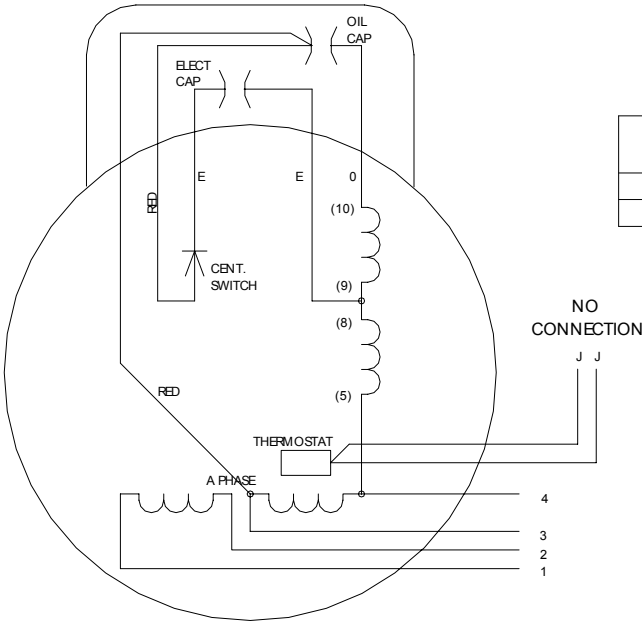 OIL
CAP
ELECT
CAP
E
E
0
RED
(10)
CENT.
SWITCH
(9)
(8)
NO
CONNECTION
J J
RED
(5)
THERMOSTAT
A PHASE
4
3
2
1